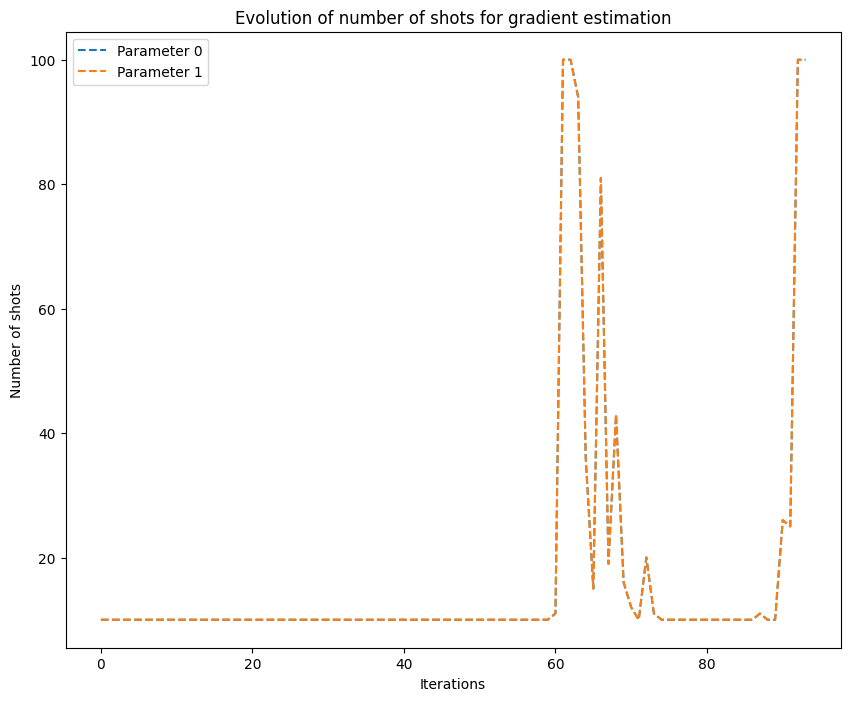 Evolution of number of shots for gradient estimation
Parameter 0
Parameter 1
100
80
60
40
20
Number of shots
0 20 40 60 80
Iterations